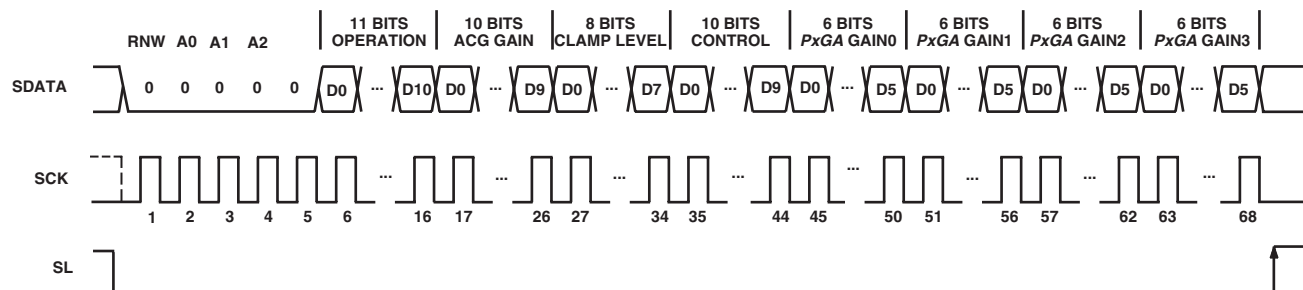 11 BITS OPERATION
10 BITS ACG GAIN
8 BITS CLAMP LEVEL
10 BITS CONTROL
6 BITS PxGA GAIN0
6 BITS PxGA GAIN1
6 BITS PxGA GAIN2
6 BITS PxGA GAIN3
RNW A0 A1 A2
SDATA 0 0 0 0 0 D0 ... D10 D0 ... D9 D0 ... D7 D0 ... D9 D0 ... D5 D0 ... D5 D0 ... D5 D0 ... D5
SCK ... ... ... ... ... ... ... ...
1 2 3 4 5 6 16 17 26 27 34 35 44 45 50 51 56 57 62 63 68
SL